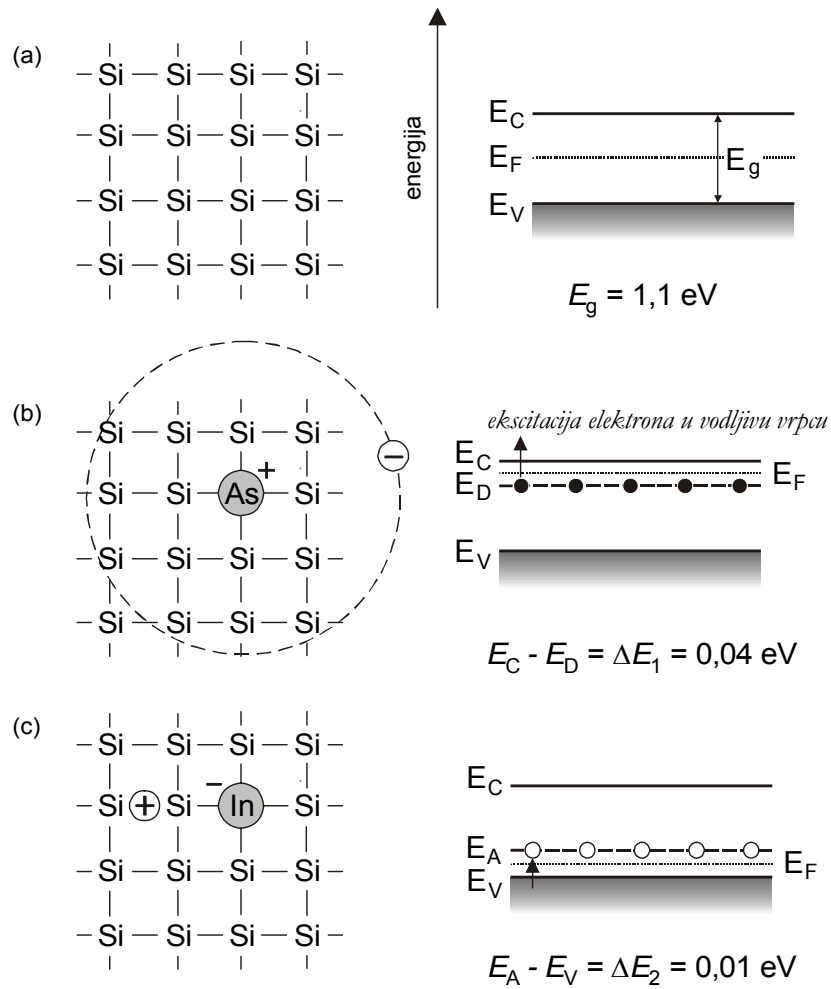 (a)
– Si — Si — Si — Si –
– Si — Si — Si — Si –
– Si — Si — Si — Si –
– Si — Si — Si — Si –
energija
E_C
E_F
E_g
E_V
E_g = 1,1 eV
(b)
– Si — Si — Si — Si –
– Si — Si — As + — Si –
– Si — Si — Si — Si –
– Si — Si — Si — Si –
−
ekscitacija elektrona u vodljivu vrpcu
E_C
E_F
E_D
E_V
E_C - E_D = ΔE_1 = 0,04 eV
(c)
– Si — Si — Si — Si –
– Si + Si — − In — Si –
– Si — Si — Si — Si –
– Si — Si — Si — Si –
E_C
E_A
E_F
E_V
E_A - E_V = ΔE_2 = 0,01 eV